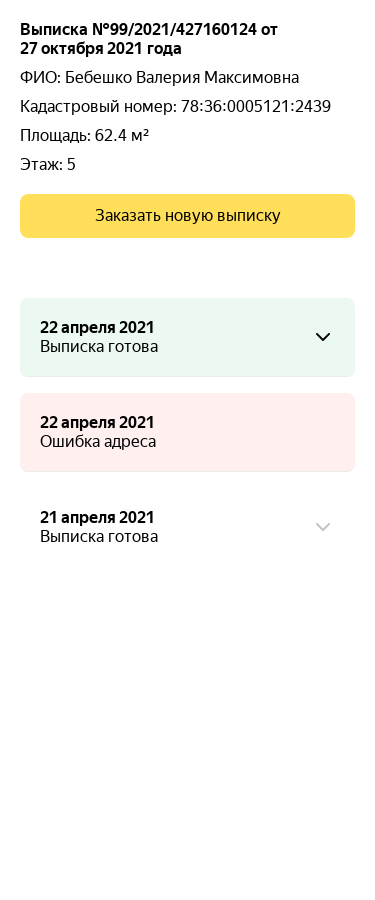 Выписка №99/2021/427160124 от
27 октября 2021 года
ФИО: Бебешко Валерия Максимовна
Кадастровый номер: 78:36:0005121:2439
Площадь: 62.4 м²
Этаж: 5
Заказать новую выписку
22 апреля 2021
Выписка готова
22 апреля 2021
Ошибка адреса
21 апреля 2021
Выписка готова